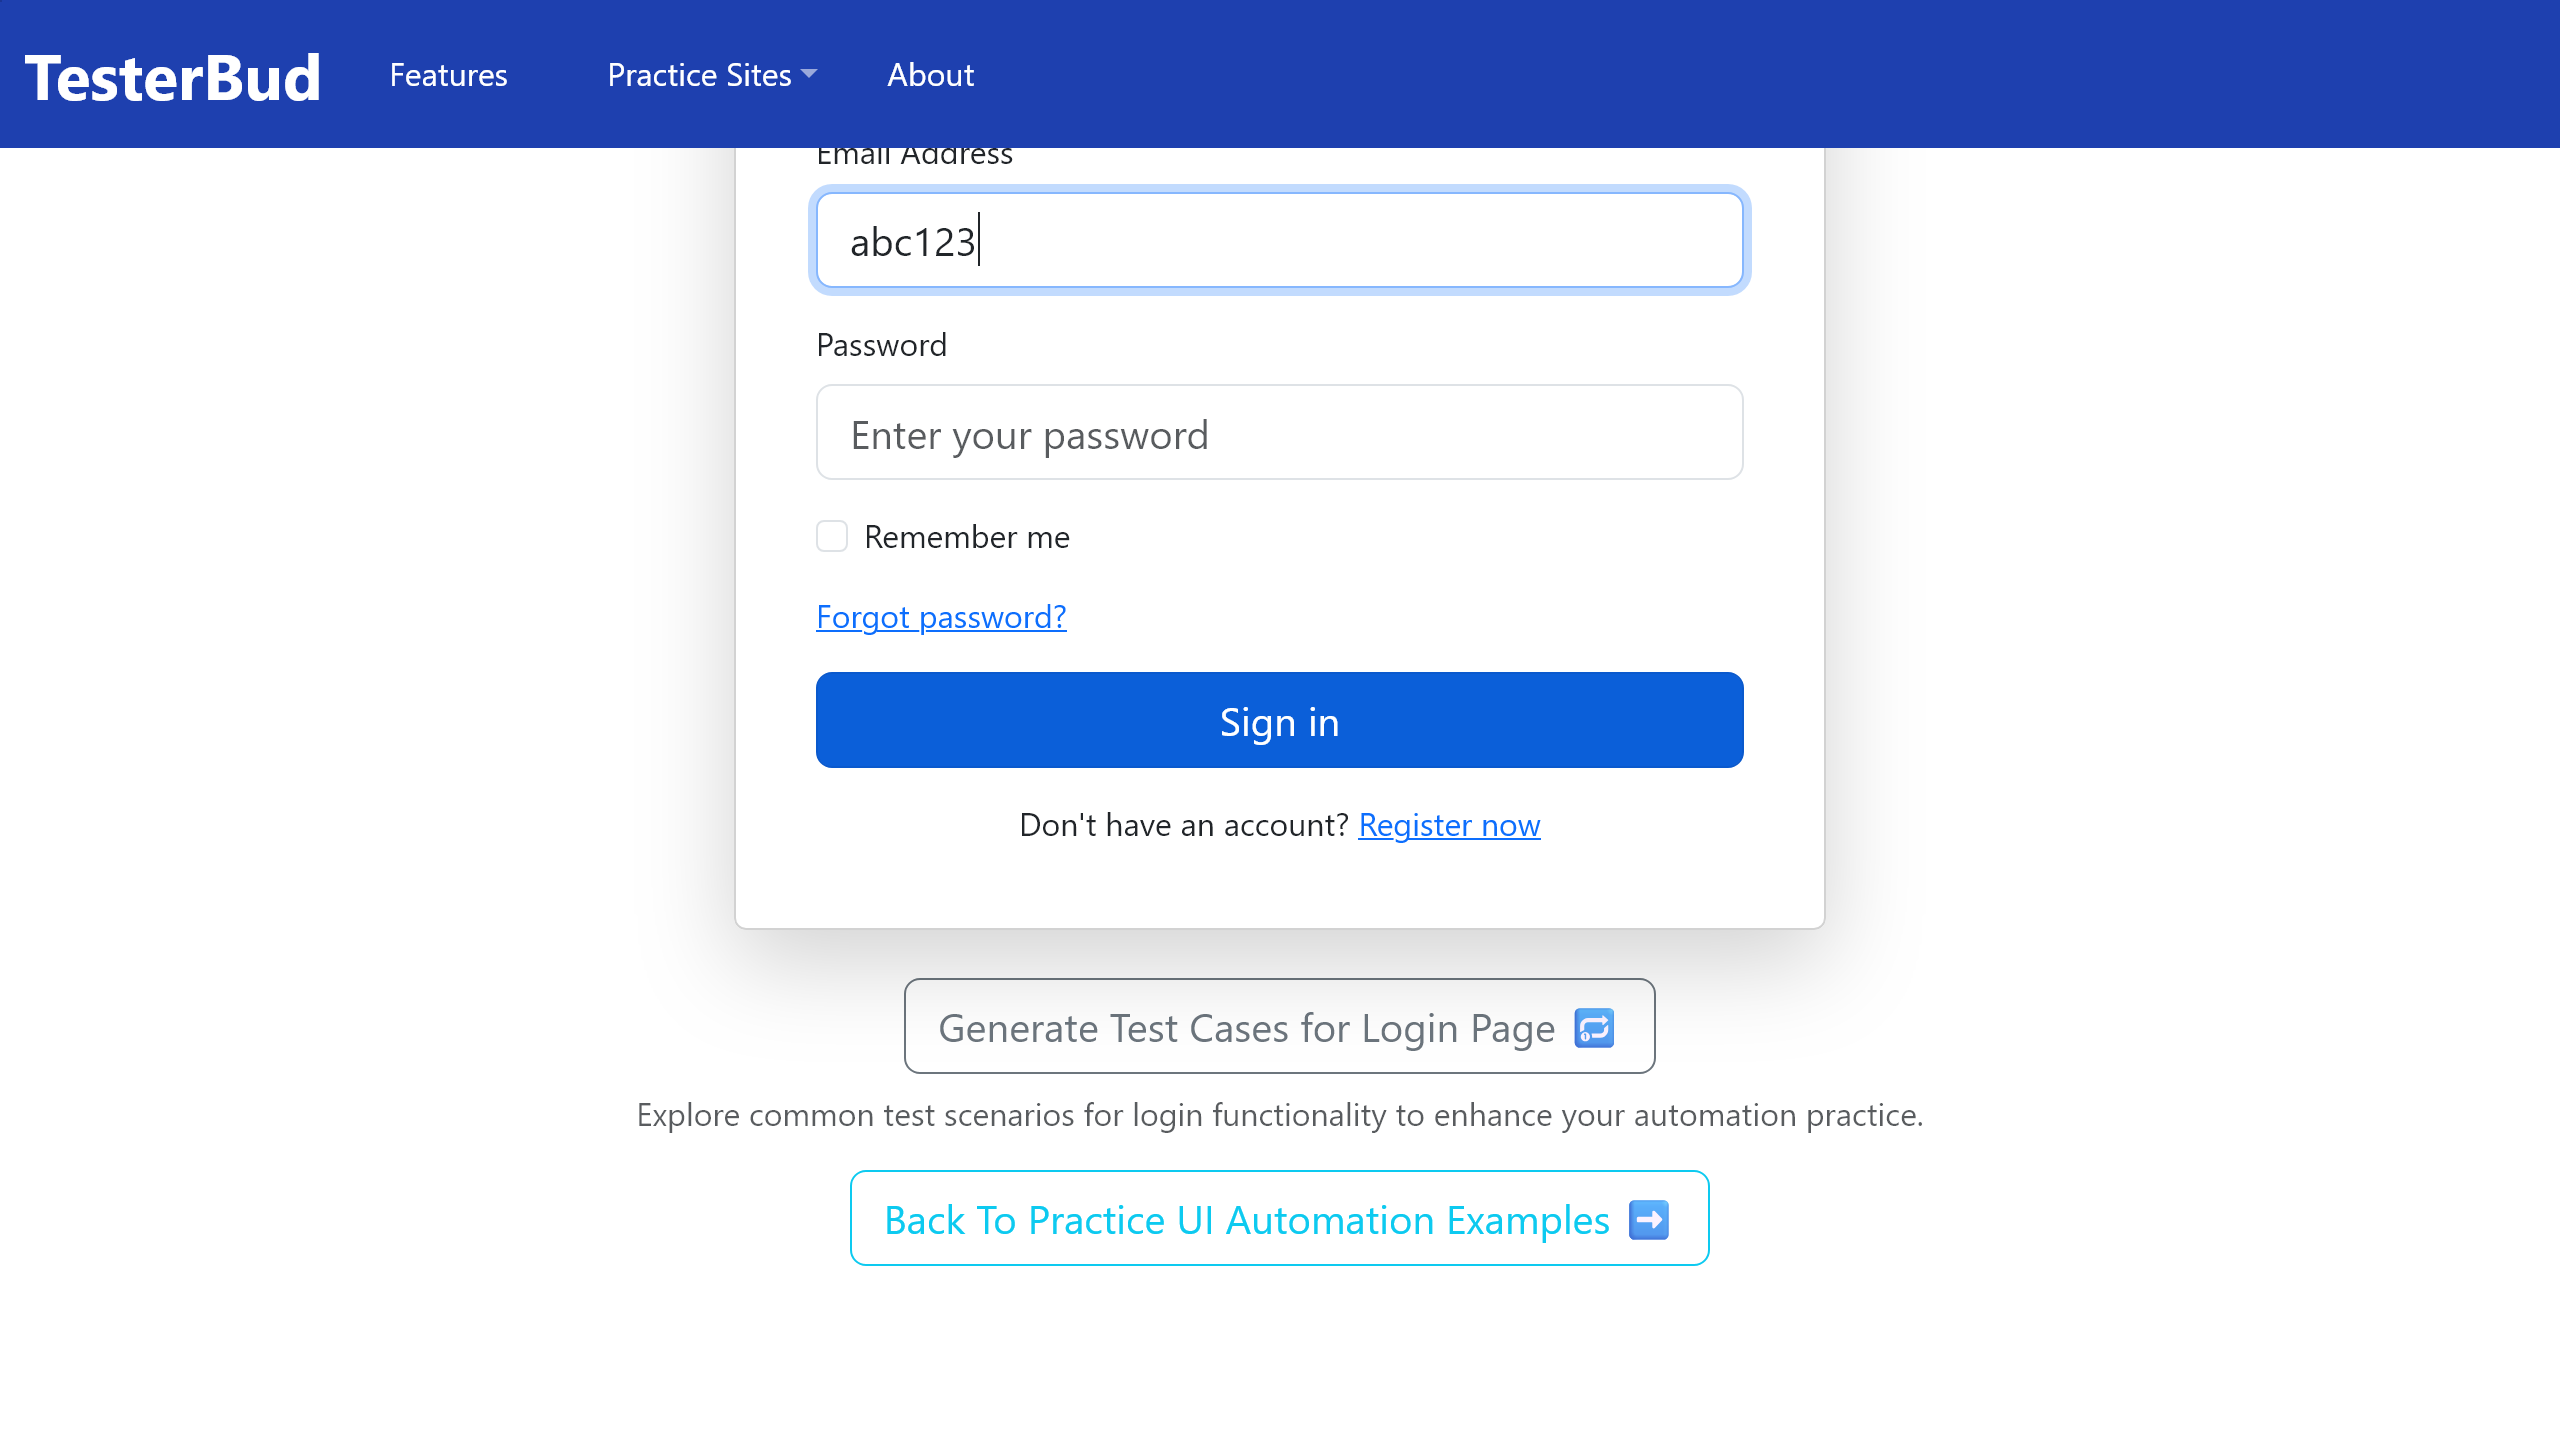 TesterBud
Features
Practice Sites
About
Email Address
abc123
Password
Enter your password
Remember me
Forgot password?
Sign in
Don't have an account? Register now
Generate Test Cases for Login Page
Explore common test scenarios for login functionality to enhance your automation practice.
Back To Practice UI Automation Examples